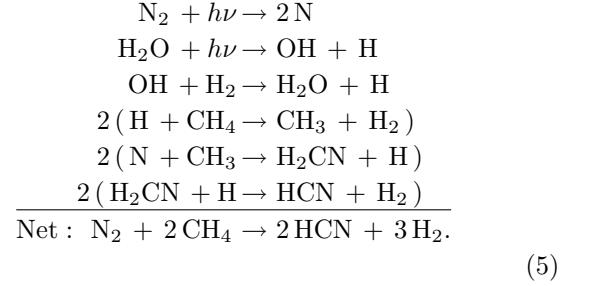 N₂ + hν → 2 N
H₂O + hν → OH + H
OH + H₂ → H₂O + H
2 ( H + CH₄ → CH₃ + H₂ )
2 ( N + CH₃ → H₂CN + H)
2 ( H₂CN + H → HCN + H₂ )
Net : N₂ + 2 CH₄ → 2 HCN + 3 H₂.
(5)